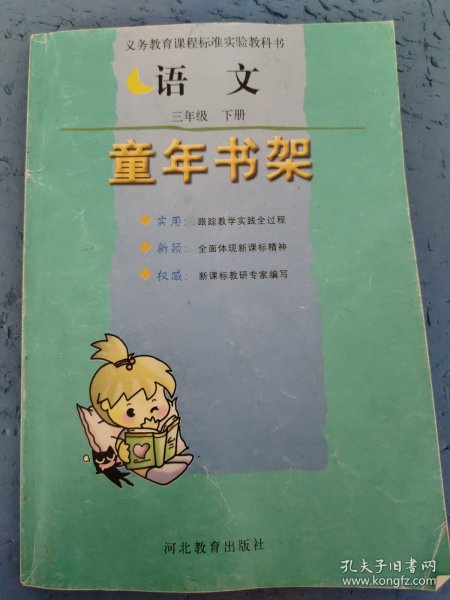 义务教育课程标准实验教科书
语 文
三年级 下册
童年书架
实用：跟踪教学实践全过程
新颖：全面体现新课标精神
权威：新课标教研专家编写
河北教育出版社
孔夫子旧书网
www.kongfz.com